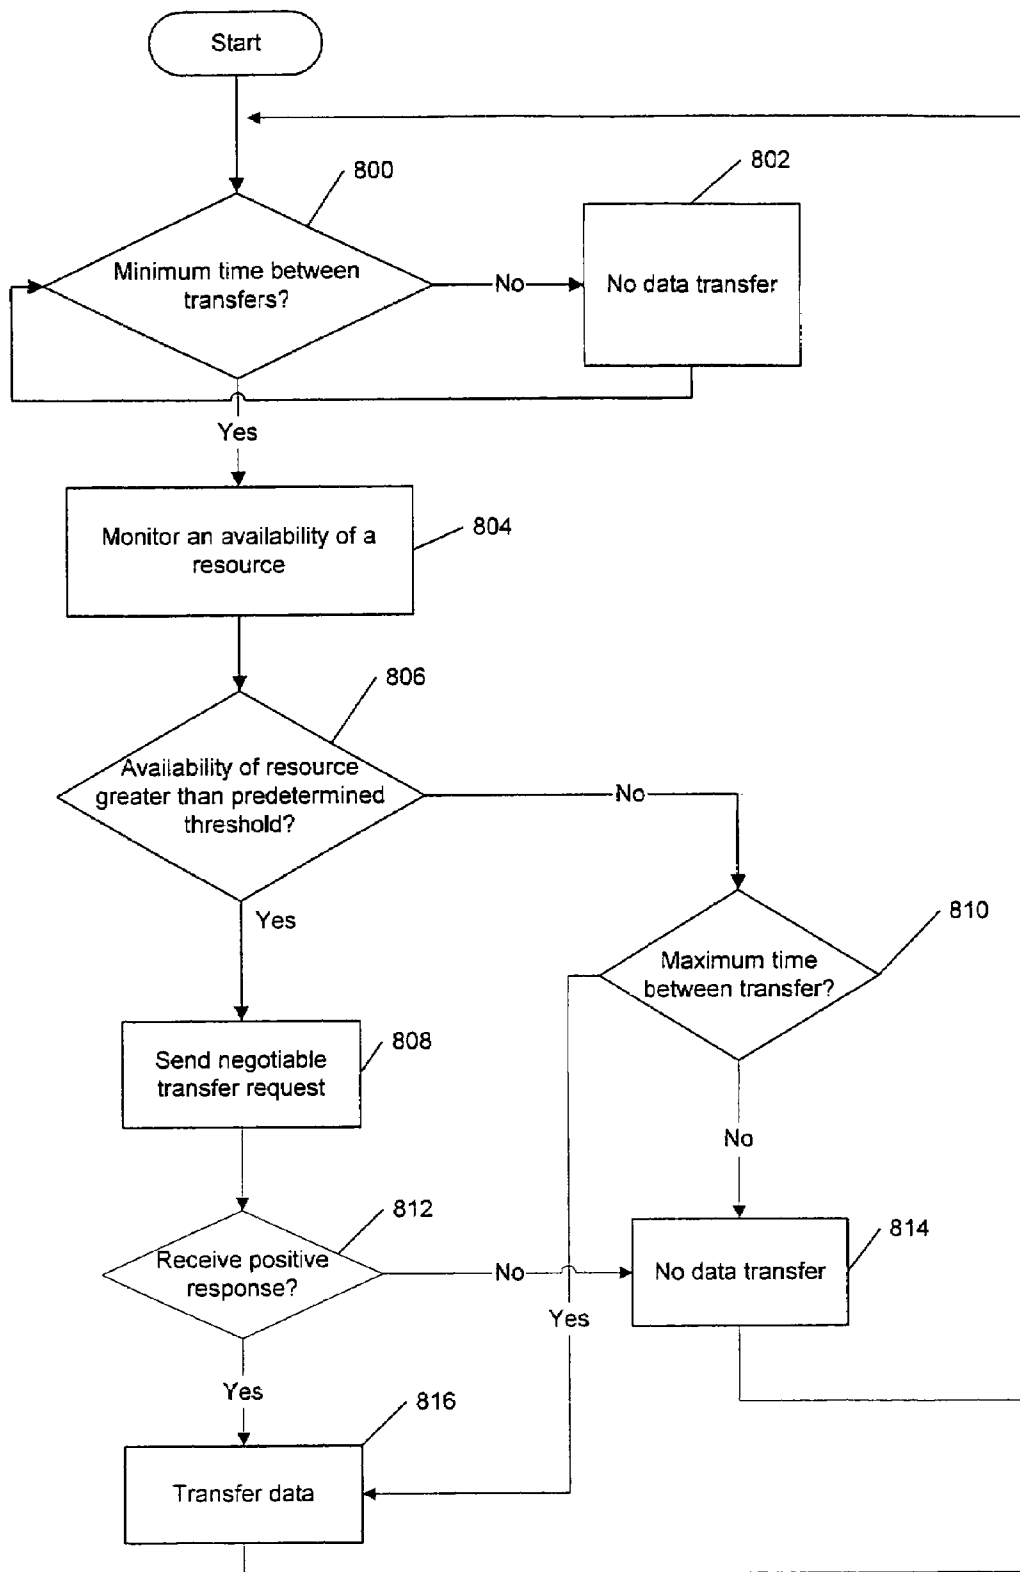 Start
800
802
Minimum time between
transfers?
No
No data transfer
Yes
Monitor an availability of a
resource
804
806
Availability of resource
greater than predetermined
threshold?
No
Yes
810
Maximum time
between transfer?
Send negotiable
transfer request
808
No
812
Receive positive
response?
No
814
No data transfer
Yes
Yes
816
Transfer data